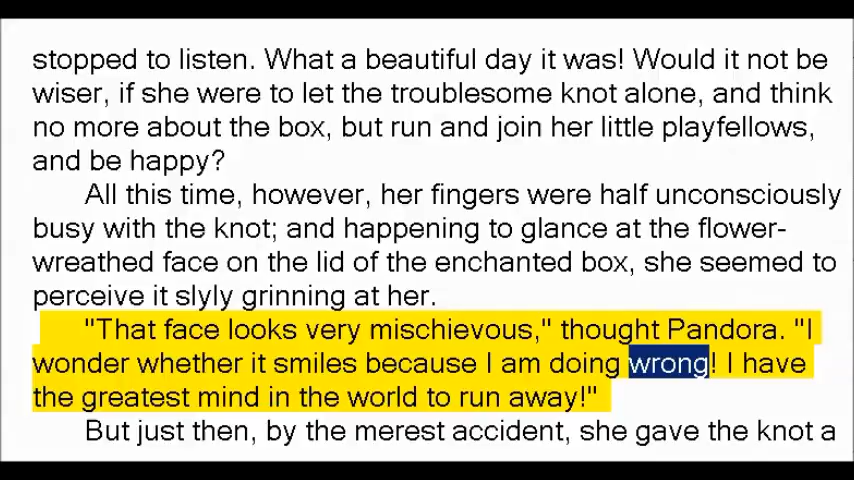 stopped to listen. What a beautiful day it was! Would it not be
wiser, if she were to let the troublesome knot alone, and think
no more about the box, but run and join her little playfellows,
and be happy?
All this time, however, her fingers were half unconsciously
busy with the knot; and happening to glance at the flower-
wreathed face on the lid of the enchanted box, she seemed to
perceive it slyly grinning at her.
"That face looks very mischievous," thought Pandora. "I
wonder whether it smiles because I am doing wrong! I have
the greatest mind in the world to run away!"
But just then, by the merest accident, she gave the knot a